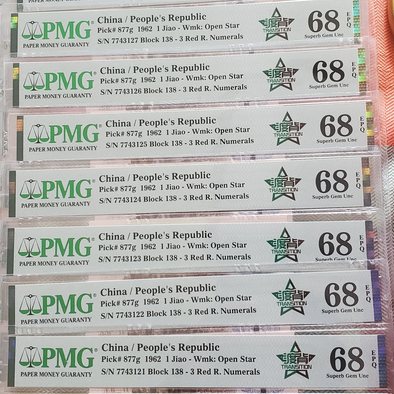 PMG
PAPER MONEY GUARANTY
China / People's Republic
Pick# 877g 1962 1 Jiao - Wmk: Open Star
S/N 7743127 Block 138 - 3 Red R. Numerals
TRANSITION
68
EPQ
Superb Gem Unc
PMG
PAPER MONEY GUARANTY
China / People's Republic
Pick# 877g 1962 1 Jiao - Wmk: Open Star
S/N 7743126 Block 138 - 3 Red R. Numerals
TRANSITION
68
EPQ
Superb Gem Unc
PMG
PAPER MONEY GUARANTY
China / People's Republic
Pick# 877g 1962 1 Jiao - Wmk: Open Star
S/N 7743125 Block 138 - 3 Red R. Numerals
TRANSITION
68
EPQ
Superb Gem Unc
PMG
PAPER MONEY GUARANTY
China / People's Republic
Pick# 877g 1962 1 Jiao - Wmk: Open Star
S/N 7743124 Block 138 - 3 Red R. Numerals
TRANSITION
68
EPQ
Superb Gem Unc
PMG
PAPER MONEY GUARANTY
China / People's Republic
Pick# 877g 1962 1 Jiao - Wmk: Open Star
S/N 7743123 Block 138 - 3 Red R. Numerals
TRANSITION
68
EPQ
Superb Gem Unc
PMG
PAPER MONEY GUARANTY
China / People's Republic
Pick# 877g 1962 1 Jiao - Wmk: Open Star
S/N 7743122 Block 138 - 3 Red R. Numerals
TRANSITION
68
EPQ
Superb Gem Unc
PMG
PAPER MONEY GUARANTY
China / People's Republic
Pick# 877g 1962 1 Jiao - Wmk: Open Star
S/N 7743121 Block 138 - 3 Red R. Numerals
TRANSITION
68
EPQ
Superb Gem Unc